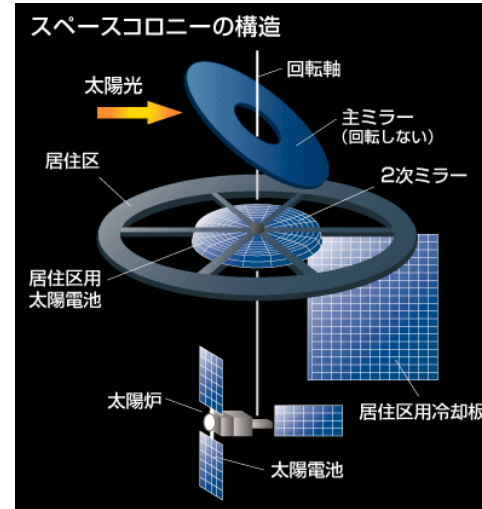 スペースコロニーの構造
回転軸
太陽光
主ミラー
(回転しない)
居住区
2次ミラー
居住区用
太陽電池
太陽炉
居住区用冷却板
太陽電池